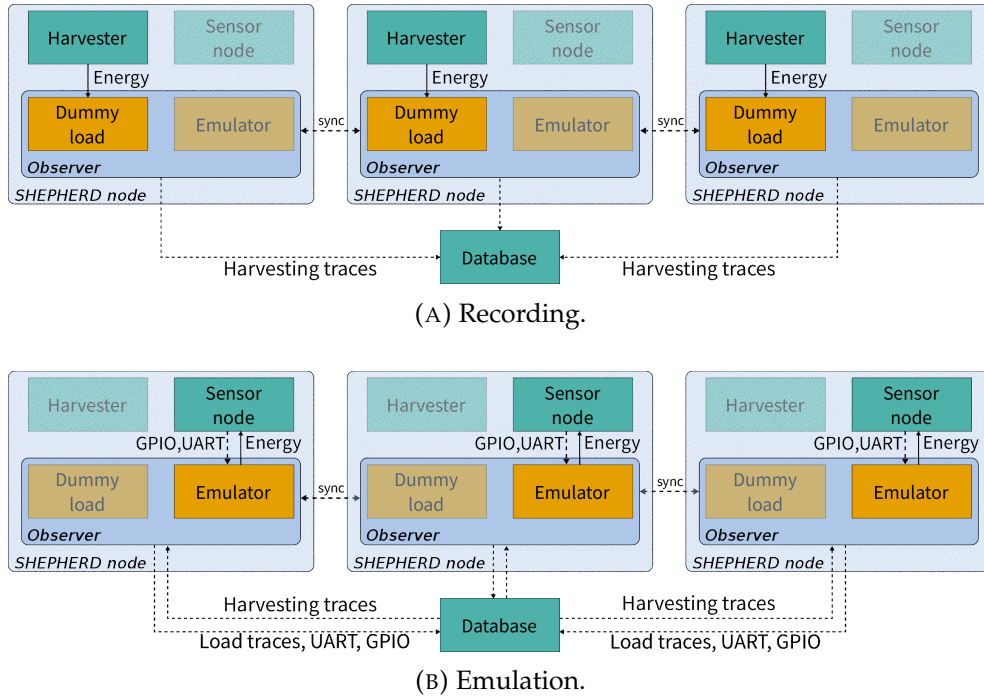 Harvester
Sensor
node
Harvester
Sensor
node
Harvester
Sensor
node
Energy
Energy
Energy
Dummy
load
Emulator
sync
Dummy
load
Emulator
sync
Dummy
load
Emulator
Observer
Observer
Observer
SHEPHERD node
SHEPHERD node
SHEPHERD node
Harvesting traces
Database
Harvesting traces
(A) Recording.
Harvester
Sensor
node
Harvester
Sensor
node
Harvester
Sensor
node
GPIO,UART
Energy
GPIO,UART
Energy
GPIO,UART
Energy
Dummy
load
Emulator
sync
Dummy
load
Emulator
sync
Dummy
load
Emulator
Observer
Observer
Observer
SHEPHERD node
SHEPHERD node
SHEPHERD node
Harvesting traces
Database
Harvesting traces
Load traces, UART, GPIO
Load traces, UART, GPIO
(B) Emulation.